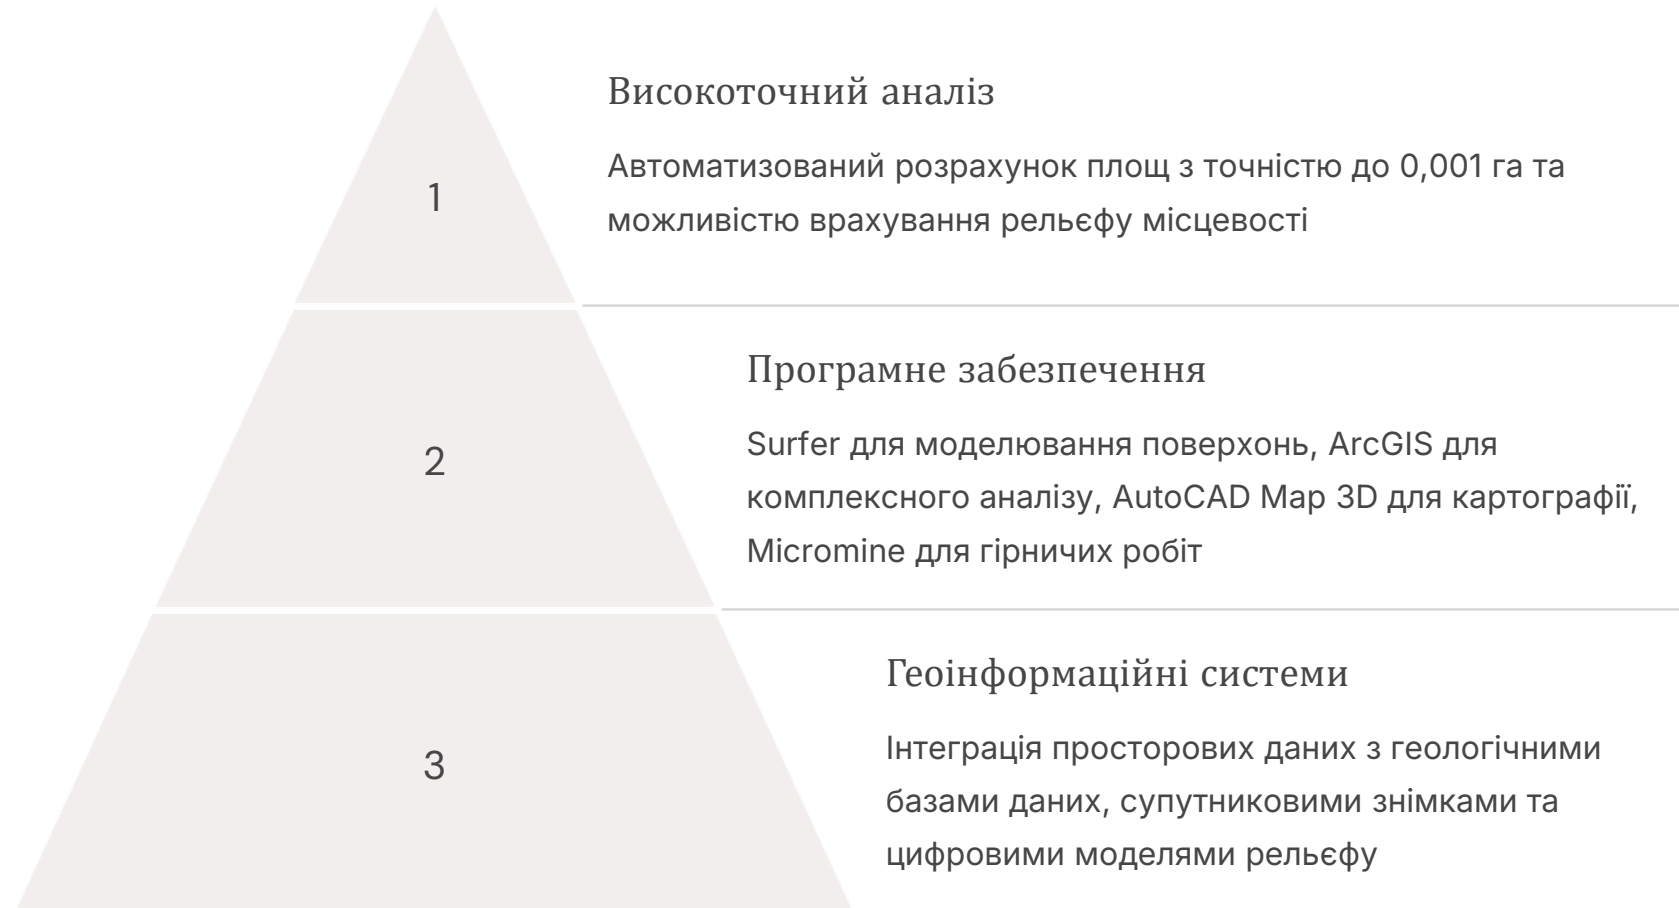 1
Високоточний аналіз
Автоматизований розрахунок площ з точністю до 0,001 га та
можливістю врахування рельєфу місцевості
2
Програмне забезпечення
Surfer для моделювання поверхонь, ArcGIS для
комплексного аналізу, AutoCAD Map 3D для картографії,
Micromine для гірничих робіт
3
Геоінформаційні системи
Інтеграція просторових даних з геологічними
базами даних, супутниковими знімками та
цифровими моделями рельєфу